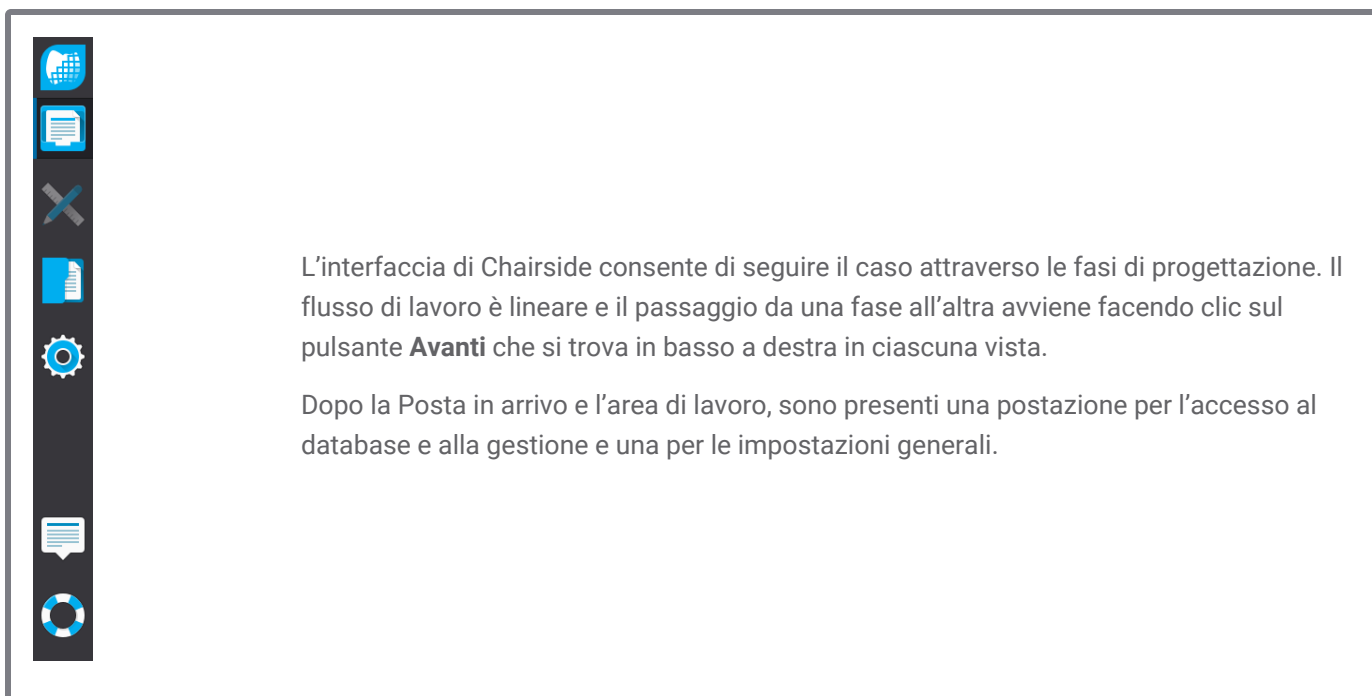 L’interfaccia di Chairside consente di seguire il caso attraverso le fasi di progettazione. Il
flusso di lavoro è lineare e il passaggio da una fase all’altra avviene facendo clic sul
pulsante Avanti che si trova in basso a destra in ciascuna vista.
Dopo la Posta in arrivo e l’area di lavoro, sono presenti una postazione per l’accesso al
database e alla gestione e una per le impostazioni generali.